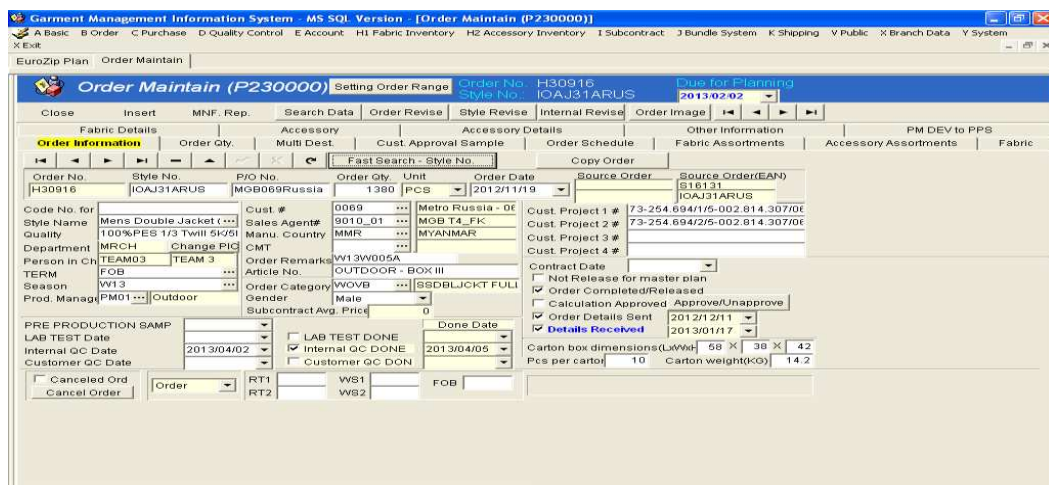 Garment Management Information System - MS SQL Version - [Order Maintain (P230000)]
A Basic B Order C Purchase D Quality Control E Account H1 Fabric Inventory H2 Accessory Inventory I Subcontract J Bundle System K Shipping V Public X Branch Data Y System
X Exit
EuroZip Plan Order Maintain
Order Maintain (P230000) Setting Order Range Order No. H30916 Due for Planning
Style No.: IOAJ31ARUS 2013/02/02
Close Insert MNF. Rep. Search Data Order Revise Style Revise Internal Revise Order Image
Fabric Details Accessory Accessory Details Other Information PM DEV to PPS
Order Information Order Qty. Multi Dest. Cust. Approval Sample Order Schedule Fabric Assortments Accessory Assortments Fabric
Fast Search - Style No. Copy Order
Order No. Style No. P/O No. Order Qty. Unit Order Date Source Order Source Order(EAN)
H30916 IOAJ31ARUS MGB069Russia 1380 PCS 2012/11/19 S16131
IOAJ31ARUS
Code No. for Cust. # 0069 ... Metro Russia - 06 Cust. Project 1 # 73-254.694/1/5-002.814.307/06
Style Name Mens Double Jacket ( ... Sales Agent# 9010_01 ... MGB T4_FK Cust. Project 2 # 73-254.694/2/5-002.814.307/06
Quality 100%PES 1/3 Twill 5K/5I Manu. Country MMR ... MYANMAR Cust. Project 3 #
Department MRCH Change PIC CMT ... Cust. Project 4 #
Person in Ch TEAM03 TEAM 3 Order Remarks W13W005A
TERM FOB ... Article No. OUTDOOR - BOX III Contract Date
Season W13 ... Order Category WOVB ... SSDBLJCKT FULL Not Release for master plan
Prod. Manag PM01 ... Outdoor Gender Male Order Completed/Released
Subcontract Avg. Price 0 Calculation Approved Approve/Unapprove
PRE PRODUCTION SAMP Done Date Order Details Sent 2012/12/11
LAB TEST Date LAB TEST DONE Details Received 2013/01/17
Internal QC Date 2013/04/02 Internal QC DONE 2013/04/05 Carton box dimensions(LxWxH 58 X 38 X 42
Customer QC Date Customer QC DON Pcs per carton 10 Carton weight(KG) 14.2
Canceled Ord Order RT1 WS1 FOB
Cancel Order RT2 WS2